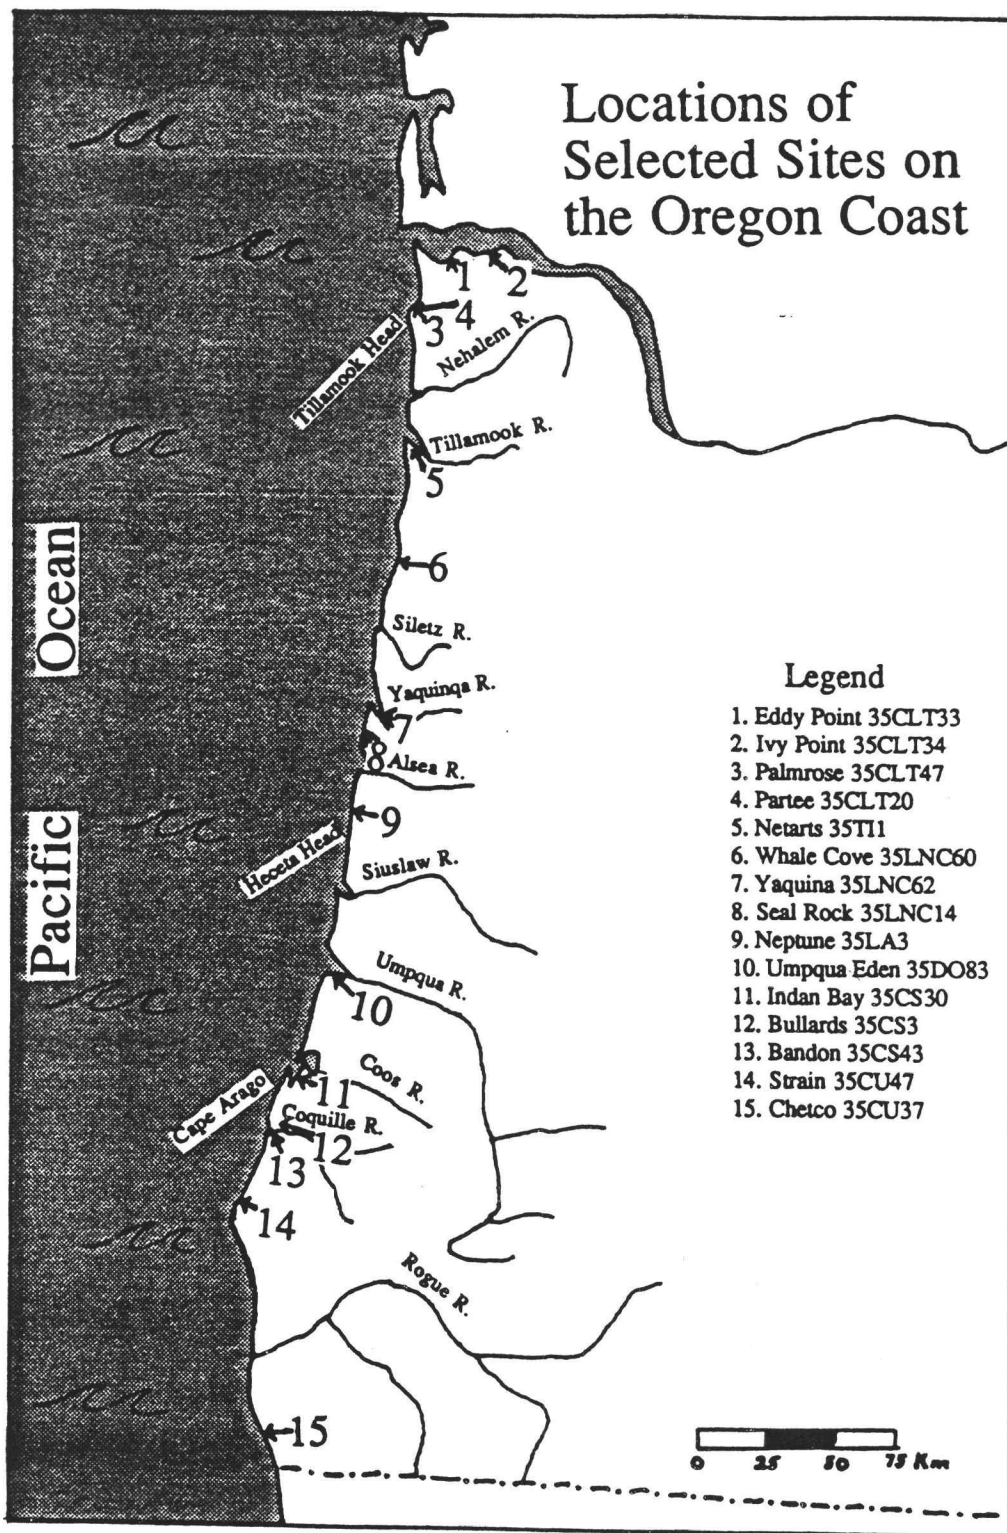 Locations of
Selected Sites on
the Oregon Coast
1
2
4
3
Tillamook Head
Nehalem R.
Tillamook R.
5
6
Pacific Ocean
Siletz R.
Yaquinqa R.
7
8
Alsea R.
9
Heceta Head
Siuslaw R.
Umpqua R.
10
Cape Arago
11
Coos R.
Coquille R.
12
13
14
Rogue R.
15
Legend
1. Eddy Point 35CLT33
2. Ivy Point 35CLT34
3. Palmrose 35CLT47
4. Partee 35CLT20
5. Netarts 35TI1
6. Whale Cove 35LNC60
7. Yaquina 35LNC62
8. Seal Rock 35LNC14
9. Neptune 35LA3
10. Umpqua Eden 35DO83
11. Indan Bay 35CS30
12. Bullards 35CS3
13. Bandon 35CS43
14. Strain 35CU47
15. Chetco 35CU37
0 25 50 75 Km